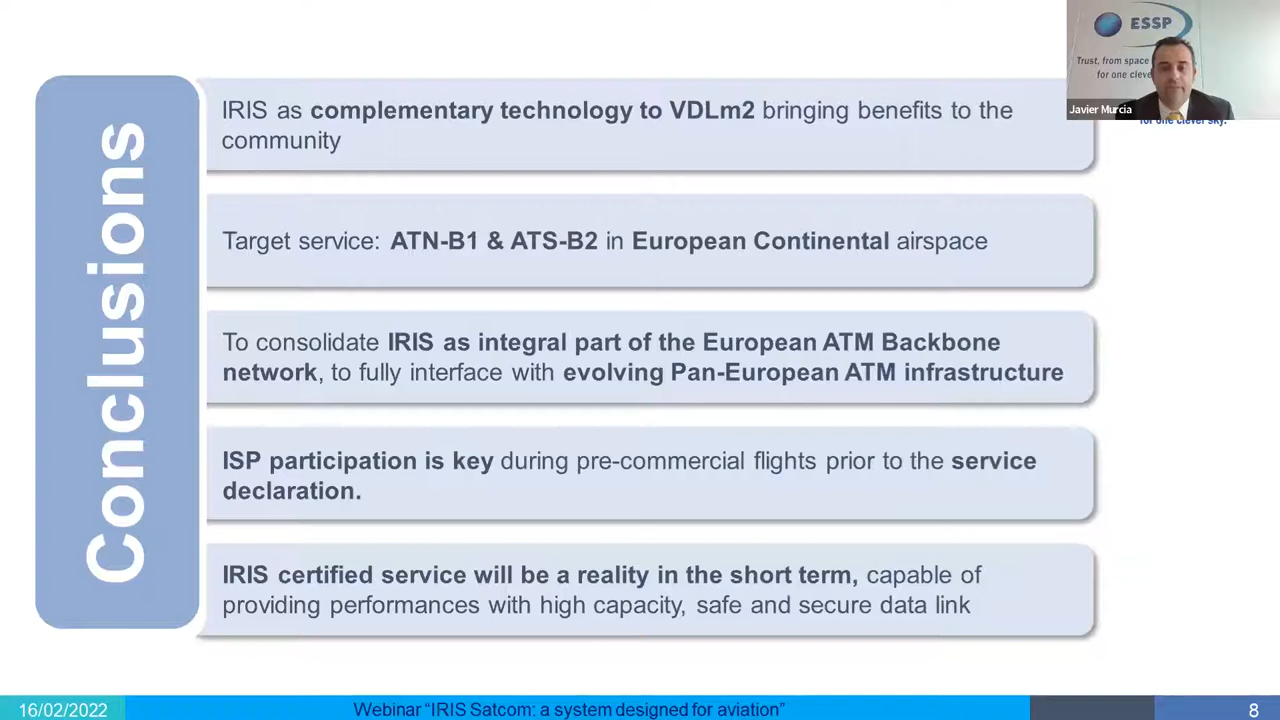 ESSP
Trust, from space
for one cleve
Javier Murcia
for one clever sky.
Conclusions
IRIS as complementary technology to VDLm2 bringing benefits to the
community
Target service: ATN-B1 & ATS-B2 in European Continental airspace
To consolidate IRIS as integral part of the European ATM Backbone
network, to fully interface with evolving Pan-European ATM infrastructure
ISP participation is key during pre-commercial flights prior to the service
declaration.
IRIS certified service will be a reality in the short term, capable of
providing performances with high capacity, safe and secure data link
16/02/2022
Webinar “IRIS Satcom: a system designed for aviation”
8